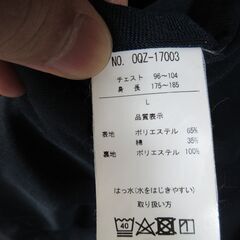 NO. OQZ-17003
チェスト 96〜104
身 長 175〜185
L
品質表示
表地 ポリエステル 65%
綿 35%
裏地 ポリエステル 100%
はっ水(水をはじきやすい)
取り扱い方
40